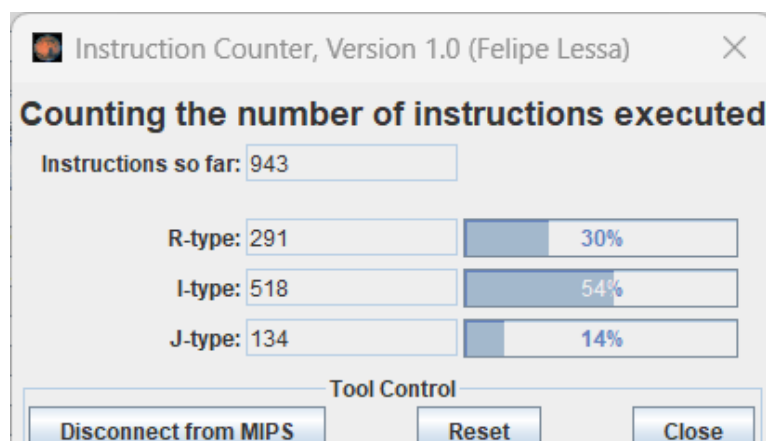 Instruction Counter, Version 1.0 (Felipe Lessa)
Counting the number of instructions executed
Instructions so far: 943
R-type: 291 30%
I-type: 518 54%
J-type: 134 14%
Tool Control
Disconnect from MIPS Reset Close